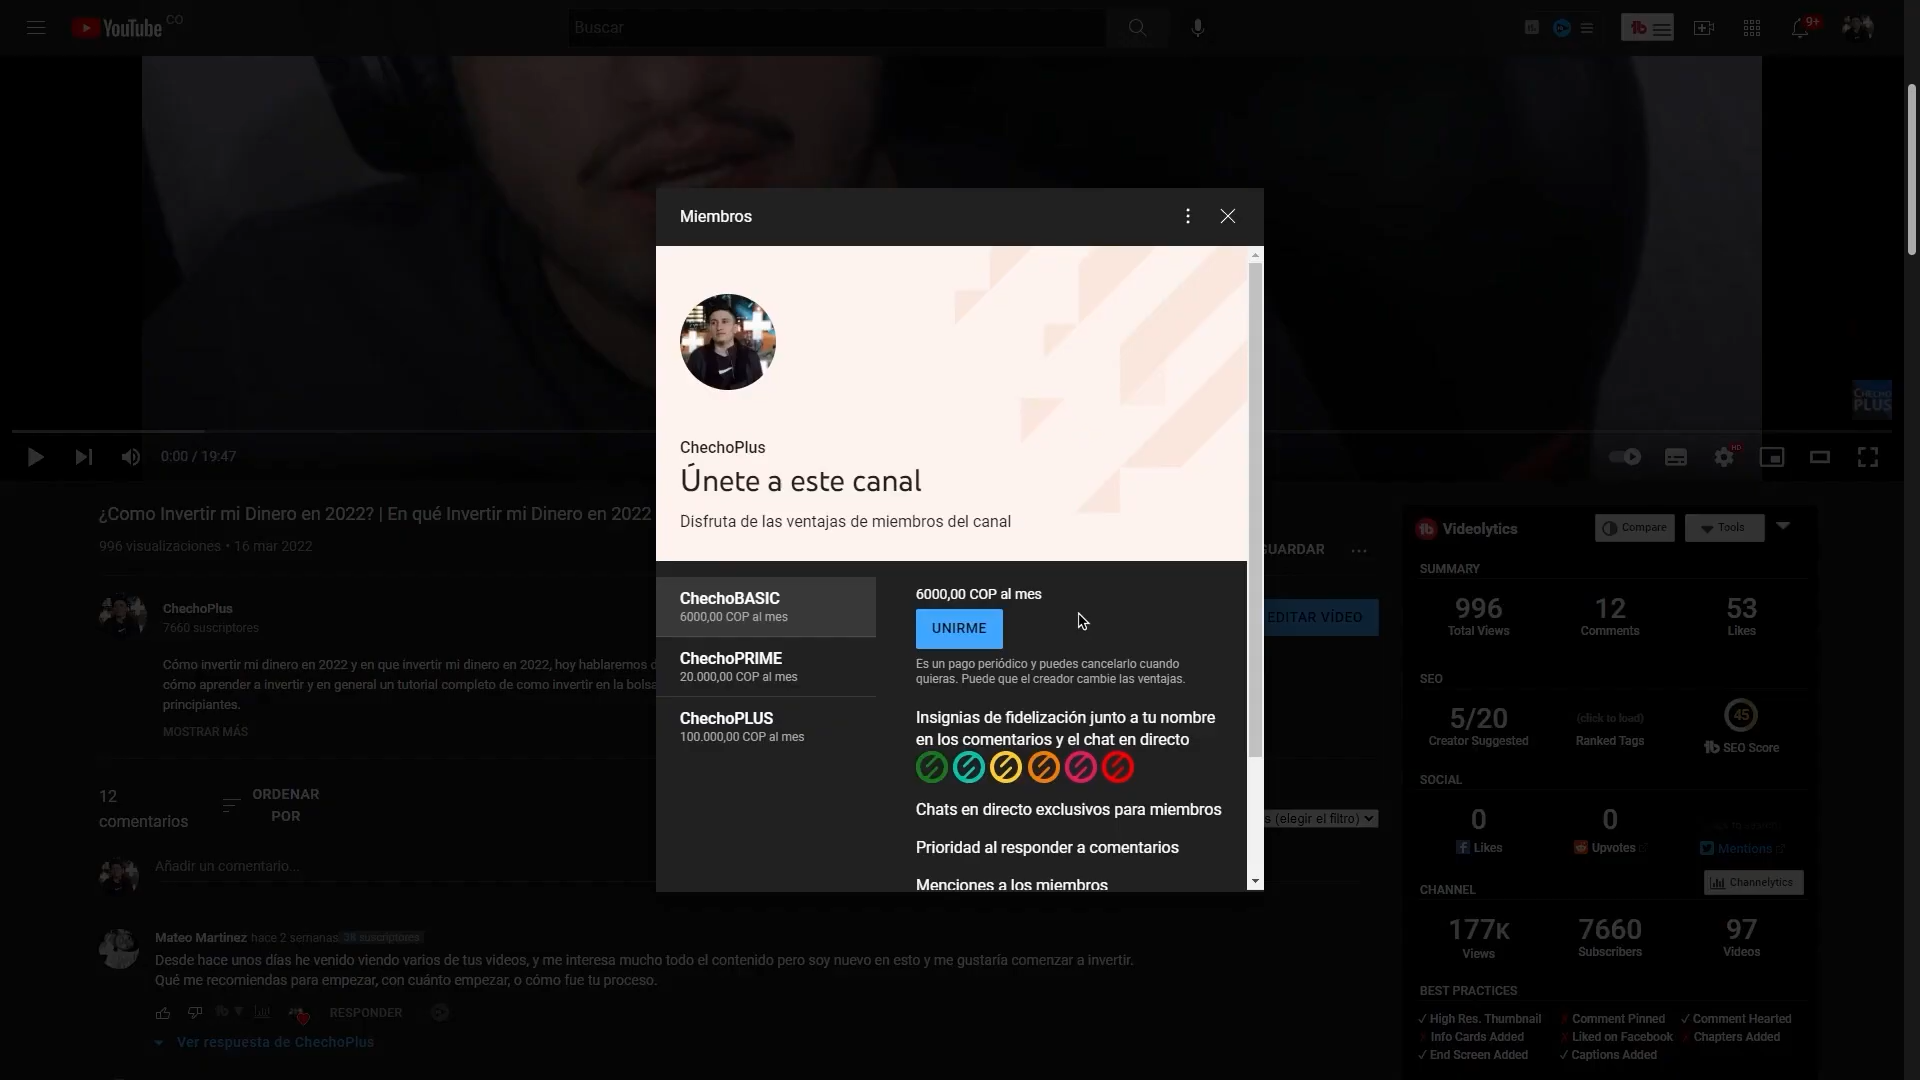 YouTube CO
Buscar
9+
Miembros
ChechoPlus
Únete a este canal
Disfruta de las ventajas de miembros del canal
CHECHO
PLUS
0:00 / 19:47
HD
¿Como Invertir mi Dinero en 2022? | En qué Invertir mi Dinero en 2022
996 visualizaciones • 16 mar 2022
GUARDAR
EDITAR VÍDEO
ChechoPlus
7660 suscriptores
Cómo invertir mi dinero en 2022 y en que invertir mi dinero en 2022, hoy hablaremos d
cómo aprender a invertir y en general un tutorial completo de como invertir en la bolsa
principiantes.
MOSTRAR MÁS
ChechoBASIC
6000,00 COP al mes
ChechoPRIME
20.000,00 COP al mes
ChechoPLUS
100.000,00 COP al mes
6000,00 COP al mes
UNIRME
Es un pago periódico y puedes cancelarlo cuando
quieras. Puede que el creador cambie las ventajas.
Insignias de fidelización junto a tu nombre
en los comentarios y el chat en directo
Chats en directo exclusivos para miembros
Prioridad al responder a comentarios
Menciones a los miembros
12
comentarios
ORDENAR
POR
s (elegir el filtro)
Añadir un comentario...
Mateo Martinez hace 2 semanas 38 suscriptores
Desde hace unos días he venido viendo varios de tus videos, y me interesa mucho todo el contenido pero soy nuevo en esto y me gustaría comenzar a invertir.
Qué me recomiendas para empezar, con cuánto empezar, o cómo fue tu proceso.
RESPONDER
Ver respuesta de ChechoPlus
Videolytics
Compare
Tools
SUMMARY
996 12 53
Total Views Comments Likes
SEO
5/20 (click to load) 45
Creator Suggested Ranked Tags SEO Score
SOCIAL
0 0
Likes Upvotes Mentions
Channelytics
CHANNEL
177K 7660 97
Views Subscribers Videos
BEST PRACTICES
✓ High Res. Thumbnail ✗ Comment Pinned ✓ Comment Hearted
✗ Info Cards Added ✗ Liked on Facebook ✗ Chapters Added
✓ End Screen Added ✓ Captions Added